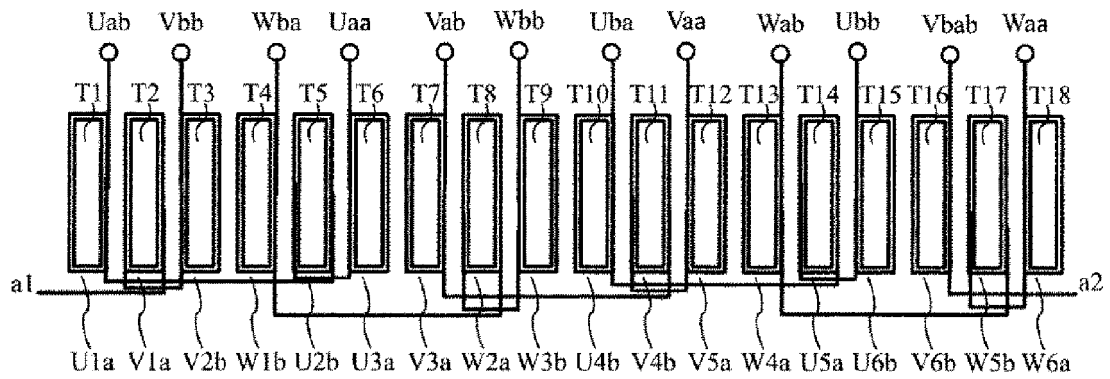 Uab Vbb Wba Uaa Vab Wbb Uba Vaa Wab Ubb Vbab Waa
T1 T2 T3 T4 T5 T6 T7 T8 T9 T10 T11 T12 T13 T14 T15 T16 T17 T18
a1 a2
U1a V1a V2b W1b U2b U3a V3a W2a W3b U4b V4b V5a W4a U5a U6b V6b W5b W6a